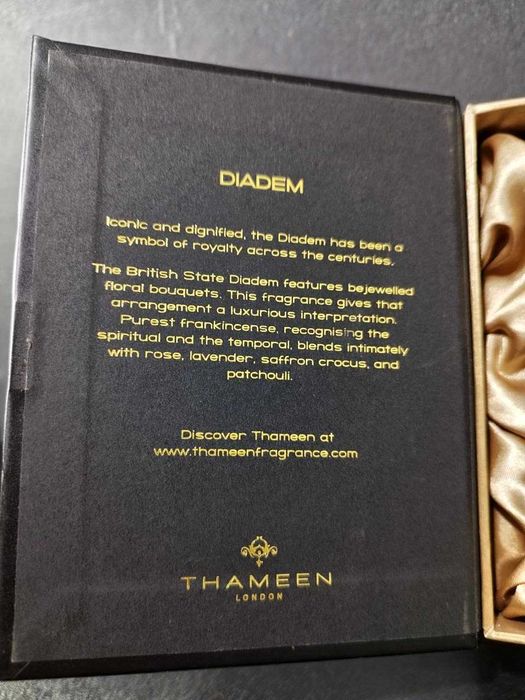 DIADEM
Iconic and dignified, the Diadem has been a
symbol of royalty across the centuries.
The British State Diadem features bejewelled
floral bouquets. This fragrance gives that
arrangement a luxurious interpretation.
Purest frankincense, recognising the
spiritual and the temporal, blends intimately
with rose, lavender, saffron crocus, and
patchouli.
Discover Thameen at
www.thameenfragrance.com
THAMEEN
LONDON